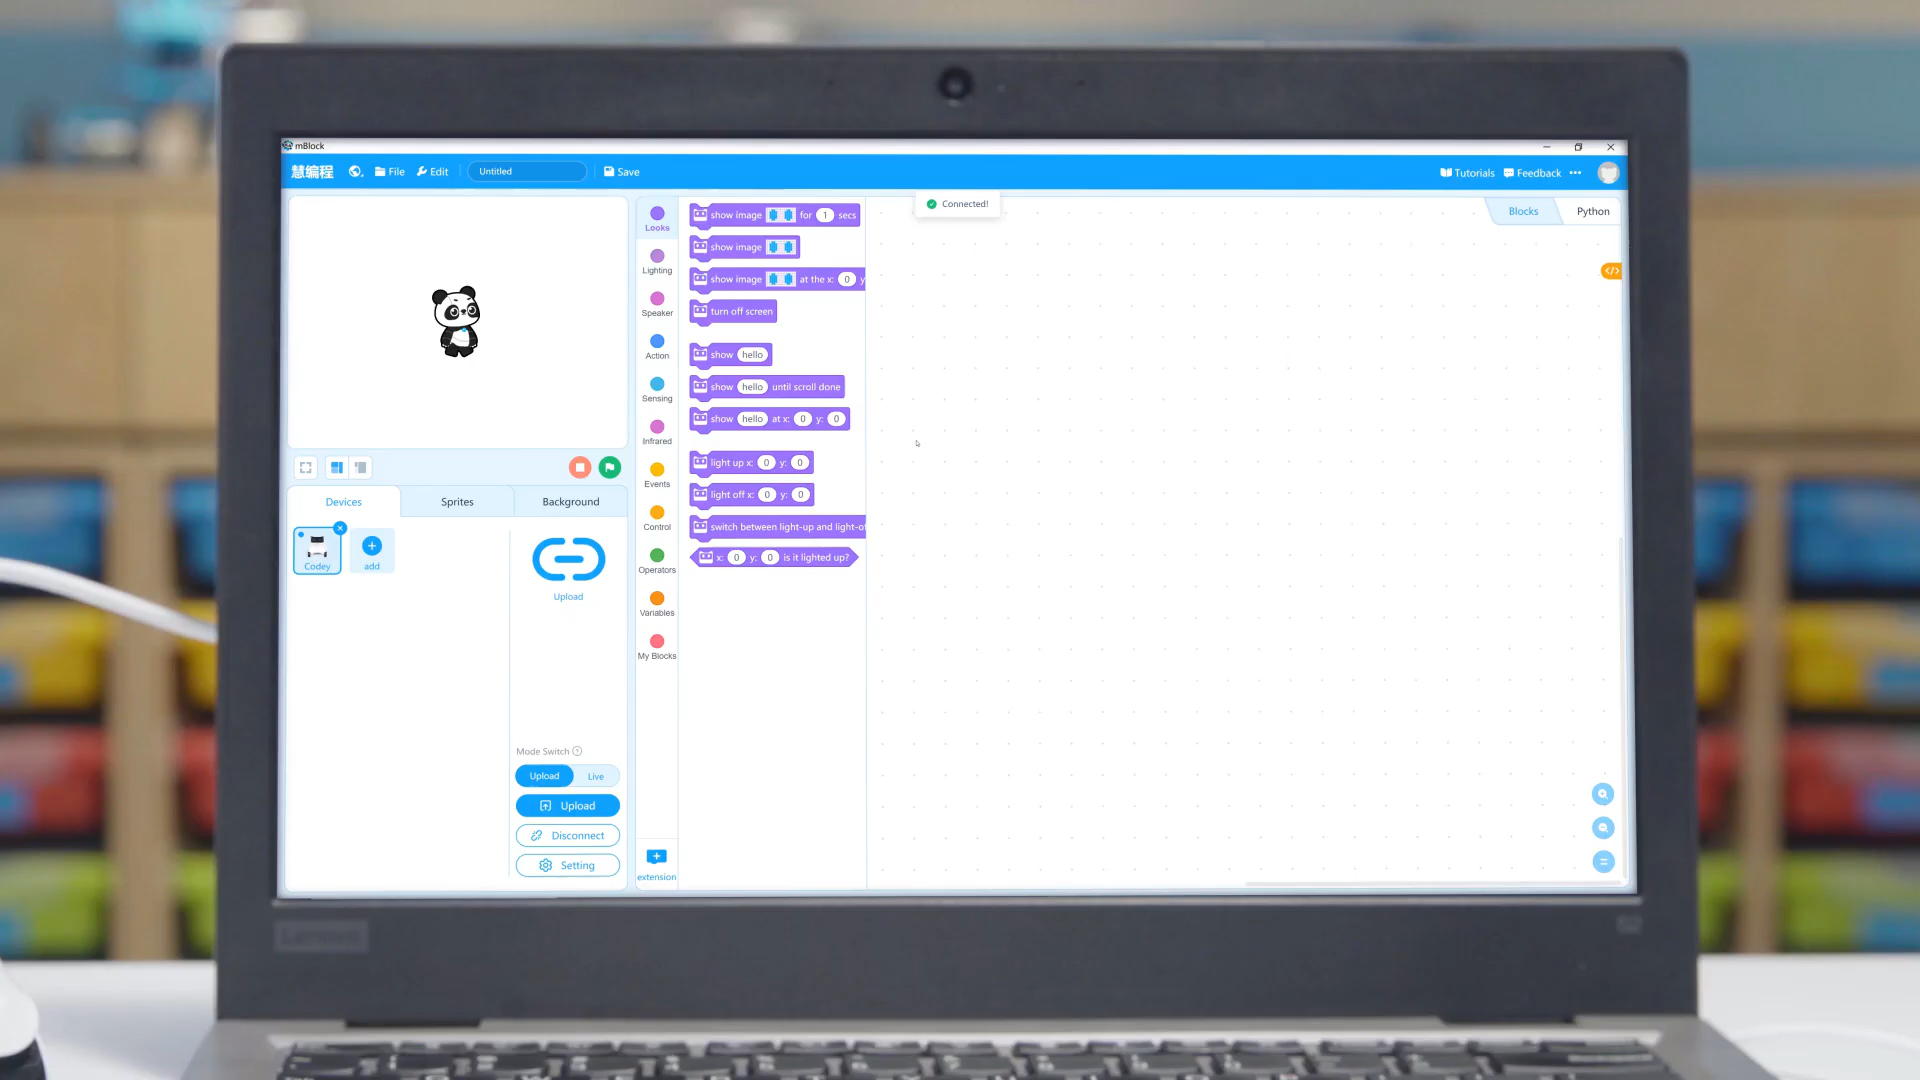 mBlock
慧编程 File Edit Untitled Save Tutorials Feedback
Connected!
Blocks Python
Looks
Lighting
Speaker
Action
Sensing
Infrared
Events
Control
Operators
Variables
My Blocks
extension
show image for 1 secs
show image
show image at the x: 0 y
turn off screen
show hello
show hello until scroll done
show hello at x: 0 y: 0
light up x: 0 y: 0
light off x: 0 y: 0
switch between light-up and light-o
x: 0 y: 0 is it lighted up?
Devices Sprites Background
Codey
add
Upload
Mode Switch ?
Upload Live
Upload
Disconnect
Setting
Lenovo